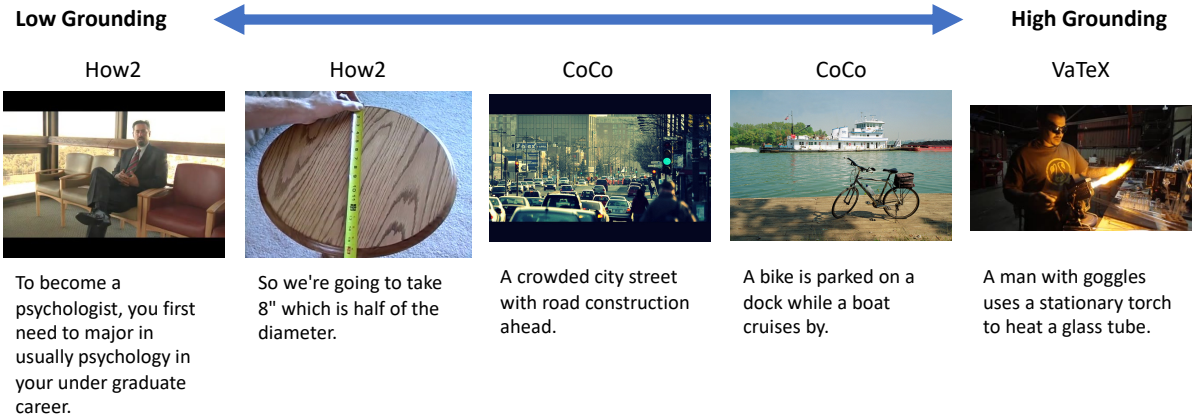 Low Grounding
High Grounding
How2
How2
CoCo
CoCo
VaTeX
To become a
psychologist, you first
need to major in
usually psychology in
your under graduate
career.
So we're going to take
8" which is half of the
diameter.
A crowded city street
with road construction
ahead.
A bike is parked on a
dock while a boat
cruises by.
A man with goggles
uses a stationary torch
to heat a glass tube.